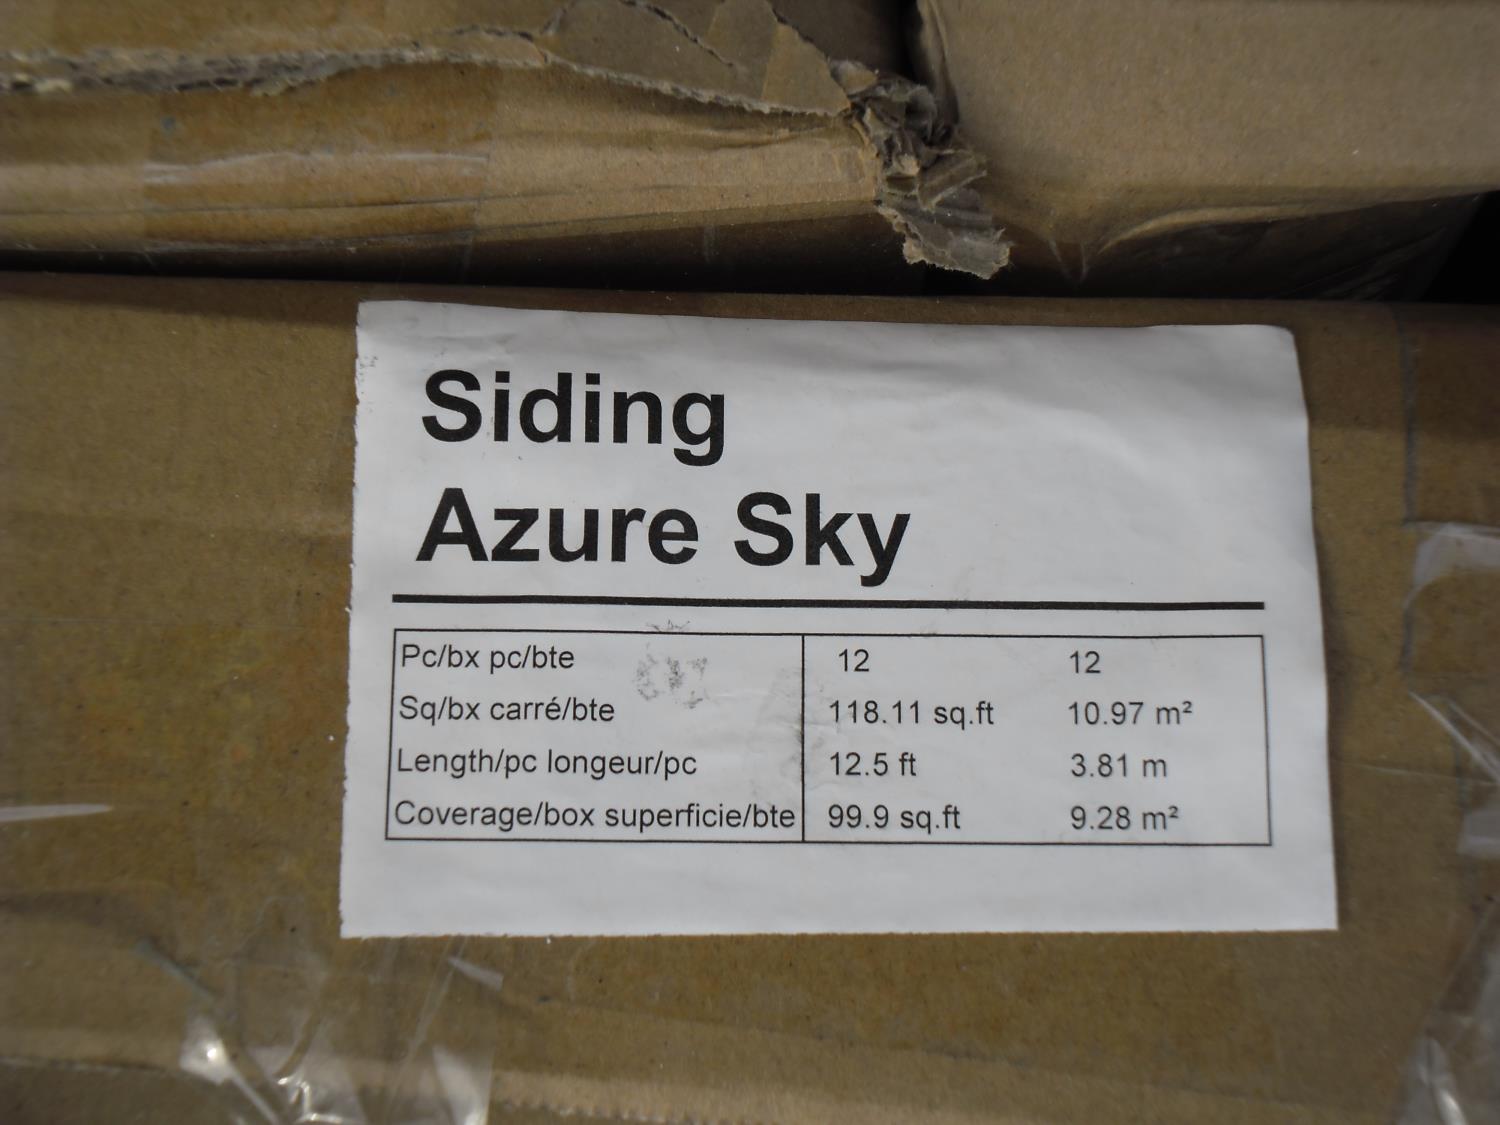 Siding
Azure Sky
Pc/bx pc/bte 12 12
Sq/bx carré/bte 118.11 sq.ft 10.97 m²
Length/pc longeur/pc 12.5 ft 3.81 m
Coverage/box superficie/bte 99.9 sq.ft 9.28 m²